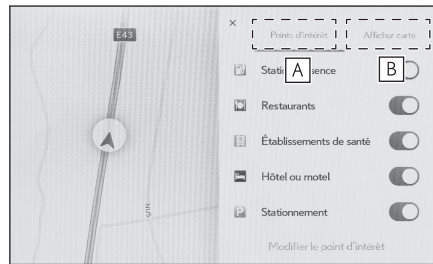 E43
×
Points d'intérêt
Afficher carte
A
B
Restaurants
Établissements de santé
Hôtel ou motel
P
Stationnement
Modifier le point d'intérêt